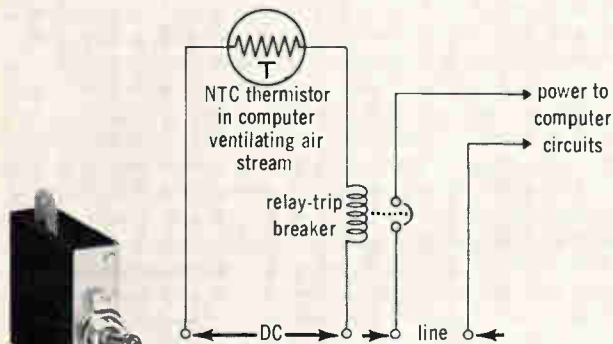 T
NTC thermistor
in computer
ventilating air
stream
power to
computer
circuits
relay-trip
breaker
DC
line